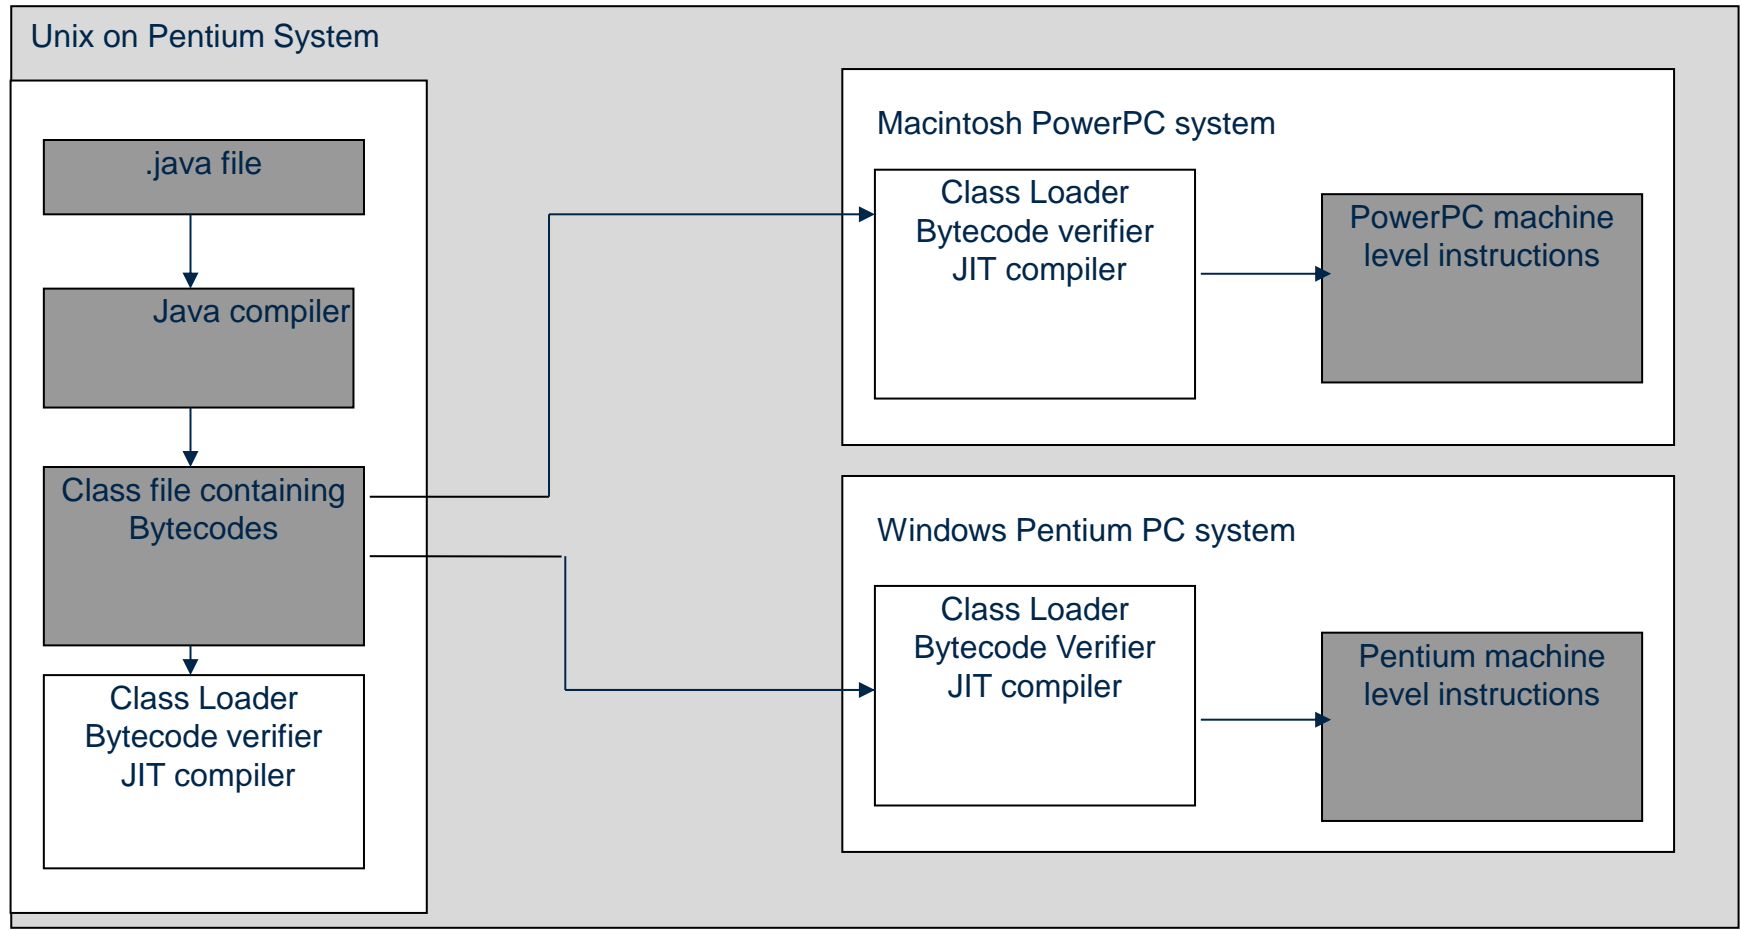 Unix on Pentium System
.java file
Java compiler
Class file containing
Bytecodes
Class Loader
Bytecode verifier
JIT compiler
Macintosh PowerPC system
Class Loader
Bytecode verifier
JIT compiler
PowerPC machine
level instructions
Windows Pentium PC system
Class Loader
Bytecode Verifier
JIT compiler
Pentium machine
level instructions